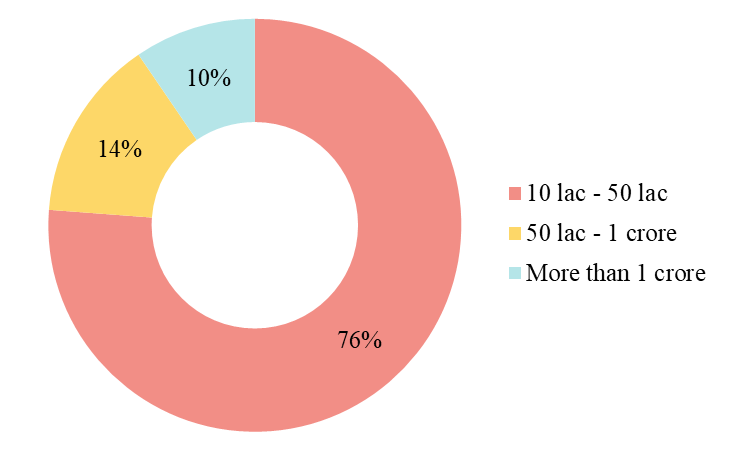 10%
14%
76%
10 lac - 50 lac
50 lac - 1 crore
More than 1 crore